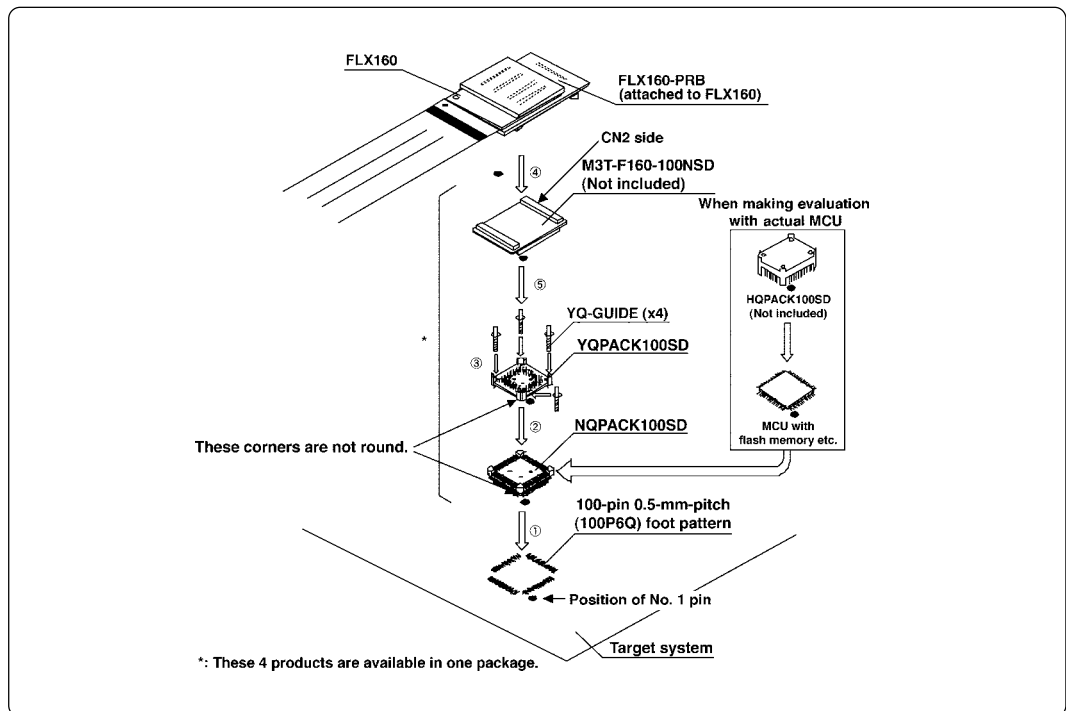 FLX160
FLX160-PRB
(attached to FLX160)
CN2 side
④
M3T-F160-100NSD
(Not included)
When making evaluation
with actual MCU
HQPACK100SD
(Not included)
MCU with
flash memory etc.
⑤
YQ-GUIDE (x4)
*
③
YQPACK100SD
②
NQPACK100SD
These corners are not round.
100-pin 0.5-mm-pitch
(100P6Q) foot pattern
①
Position of No. 1 pin
Target system
*: These 4 products are available in one package.